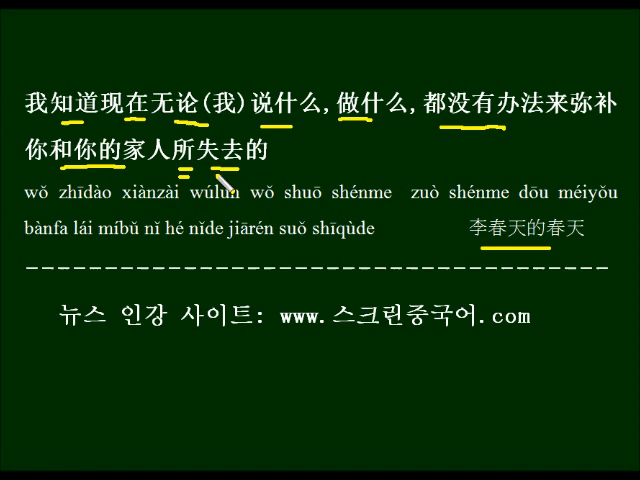 我知道现在无论(我)说什么,做什么,都没有办法来弥补
你和你的家人所失去的
wǒ zhīdào xiànzài wúlùn wǒ shuō shénme zuò shénme dōu méiyǒu
bànfa lái míbǔ nǐ hé nǐde jiārén suǒ shīqùde
李春天的春天
뉴스 인강 사이트: www.스크린중국어.com